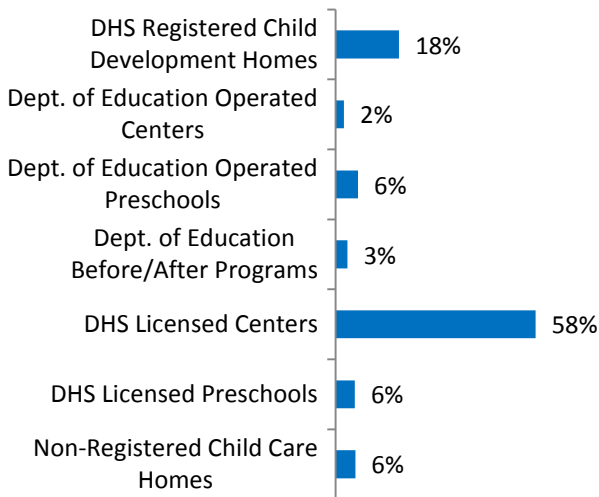 DHS Registered Child
Development Homes
18%
Dept. of Education Operated
Centers
2%
Dept. of Education Operated
Preschools
6%
Dept. of Education
Before/After Programs
3%
DHS Licensed Centers
58%
DHS Licensed Preschools
6%
Non-Registered Child Care
Homes
6%